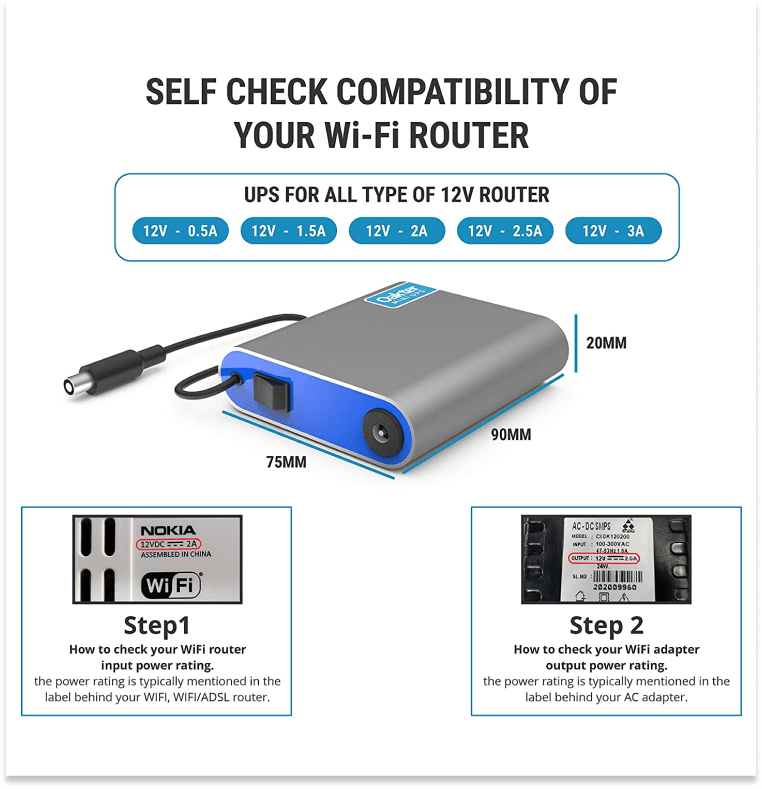 SELF CHECK COMPATIBILITY OF
YOUR Wi-Fi ROUTER
UPS FOR ALL TYPE OF 12V ROUTER
12V - 0.5A
12V - 1.5A
12V - 2A
12V - 2.5A
12V - 3A
Oakter
MINI UPS
20MM
90MM
75MM
NOKIA
12VDC 2A
ASSEMBLED IN CHINA
WiFi
Step1
How to check your WiFi router
input power rating.
the power rating is typically mentioned in the
label behind your WIFI, WIFI/ADSL router.
AC-DC SMPS
MODEL :
INPUT : 100-300VAC
OUTPUT : 12V 2.0A
24W.
SL.NO :
202009960
Step 2
How to check your WiFi adapter
output power rating.
the power rating is typically mentioned in the
label behind your AC adapter.